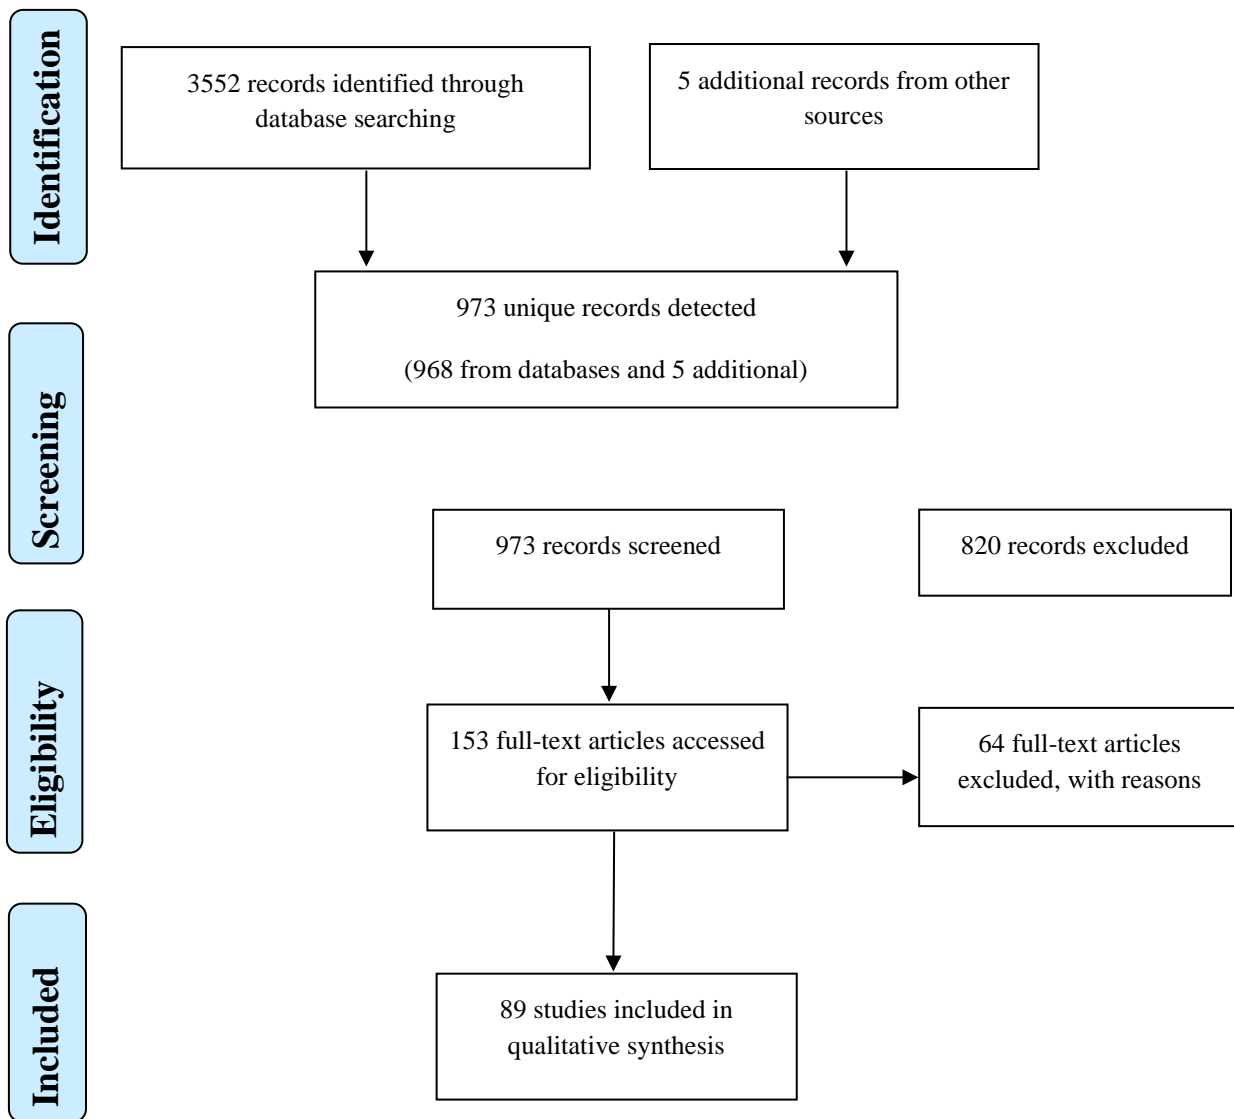 Identification
3552 records identified through
database searching
5 additional records from other
sources
973 unique records detected
(968 from databases and 5 additional)
Screening
973 records screened
820 records excluded
Eligibility
153 full-text articles accessed
for eligibility
64 full-text articles
excluded, with reasons
Included
89 studies included in
qualitative synthesis